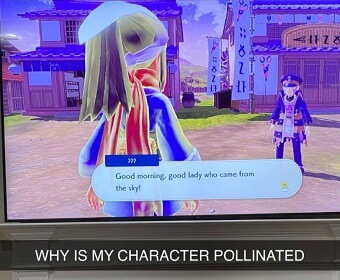 ???
Good morning, good lady who came from
the sky!
WHY IS MY CHARACTER POLLINATED